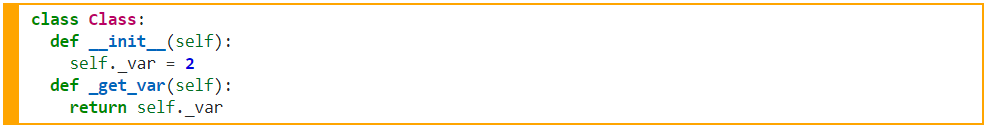 class Class:
  def __init__(self):
    self._var = 2
  def _get_var(self):
    return self._var